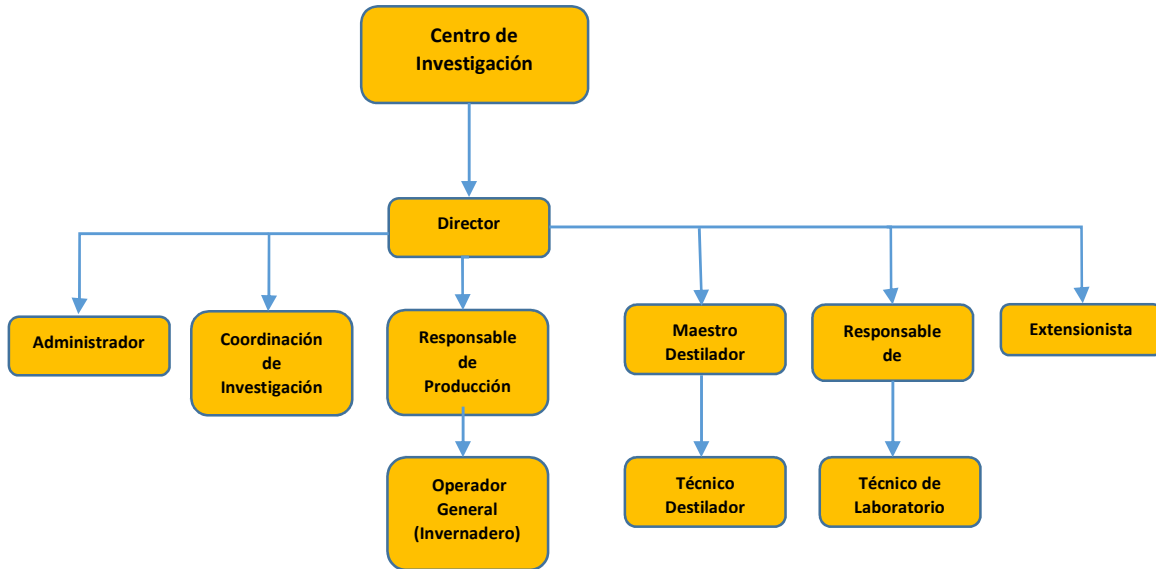 Centro de
Investigación
Director
Administrador
Coordinación
de
Investigación
Responsable
de
Producción
Maestro
Destilador
Responsable
de
Extensionista
Operador
General
(Invernadero)
Técnico
Destilador
Técnico de
Laboratorio